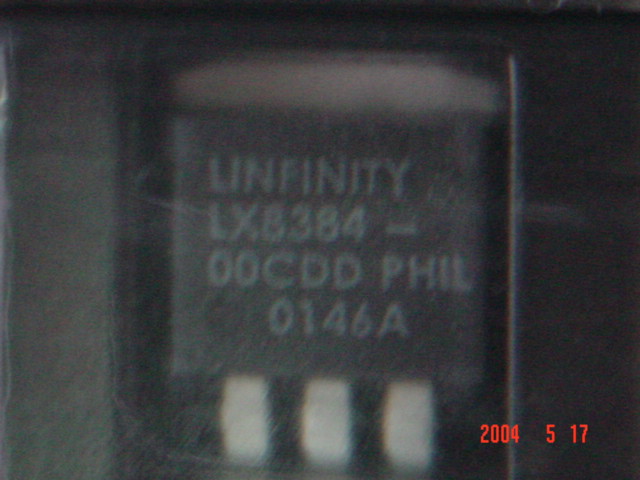 LINFINITY
LX8384 -
00CDD PHIL
0146A
2004 5 17